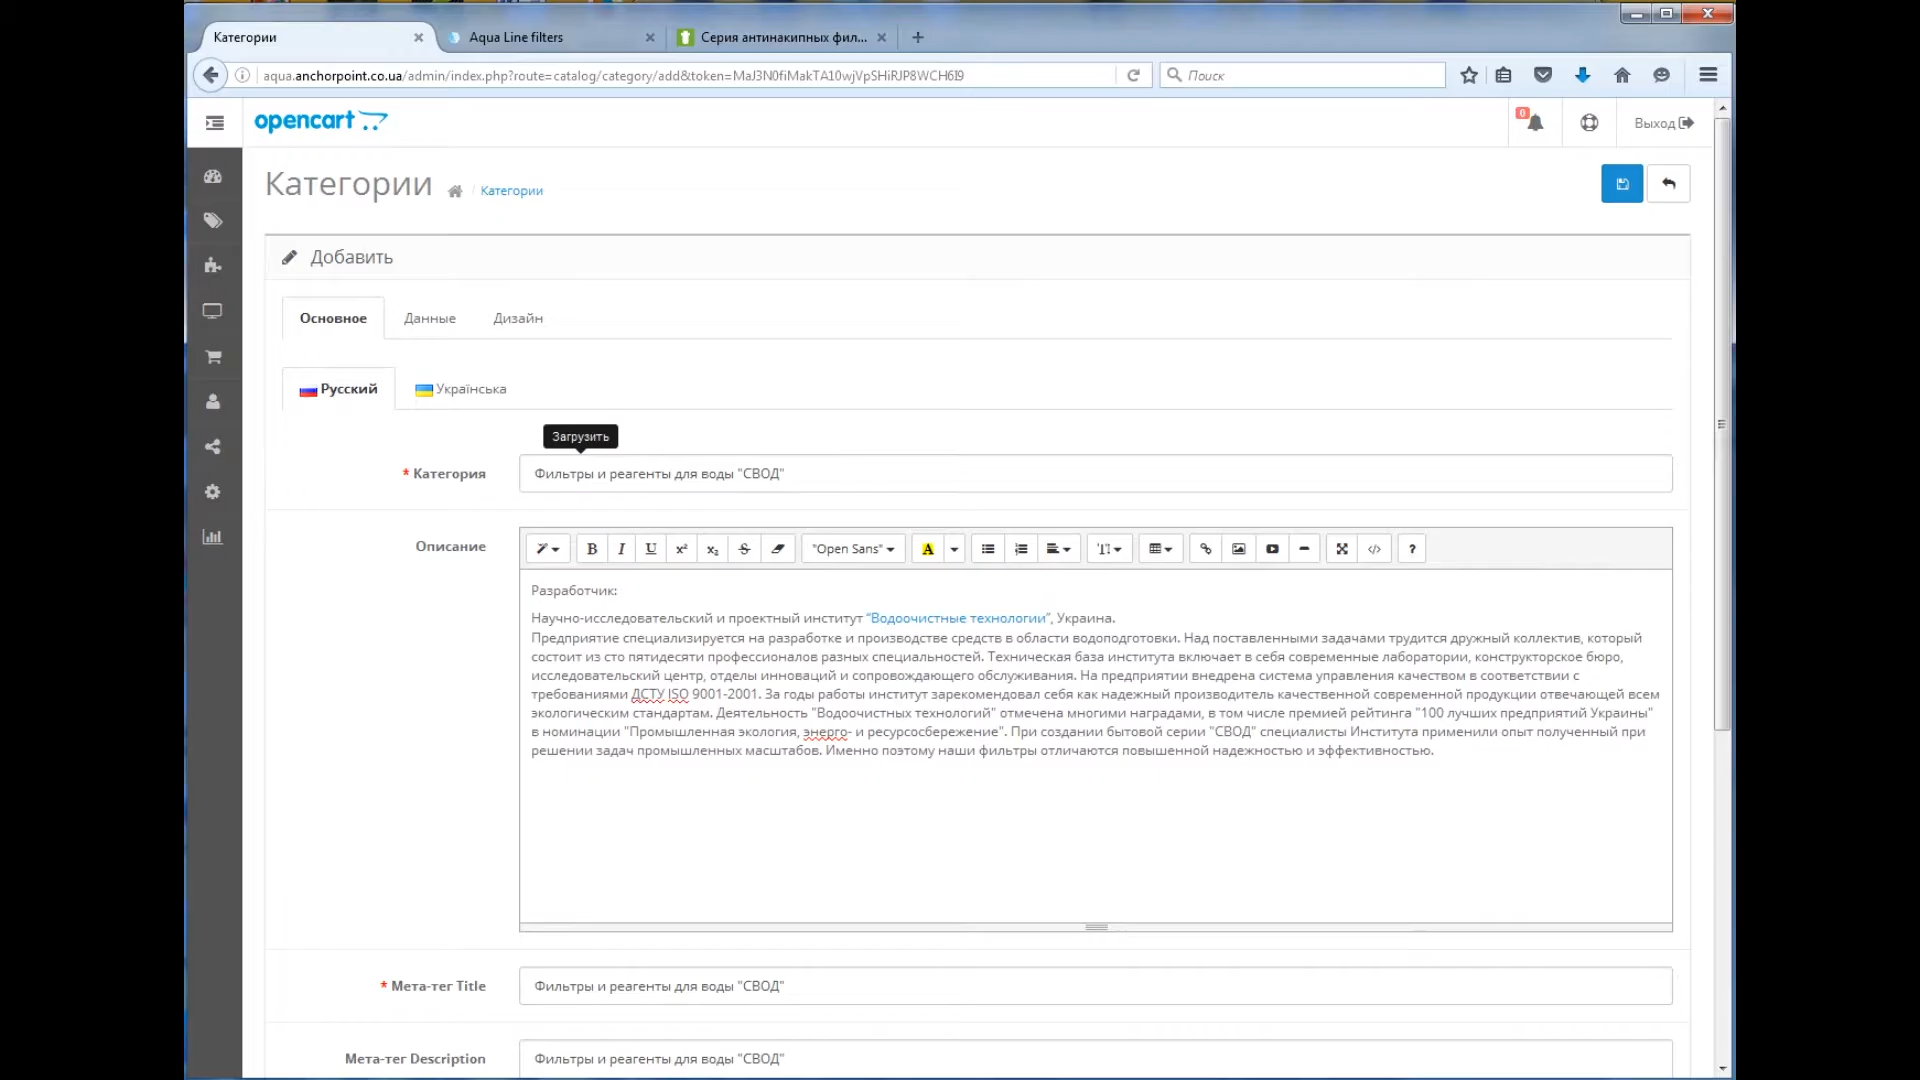 Категории
Aqua Line filters
Серия антинакипных фил...
aqua.anchorpoint.co.ua/admin/index.php?route=catalog/category/add&token=MaJ3N0fiMakTA10wjVpSHiRJP8WCH6I9
Поиск
opencart
0
Выход
Категории / Категории
Добавить
Основное Данные Дизайн
Русский Українська
Загрузить
* Категория Фильтры и реагенты для воды "СВОД"
Описание
B I U x² x₂ S "Open Sans" A ?
Разработчик:
Научно-исследовательский и проектный институт "Водоочистные технологии", Украина.
Предприятие специализируется на разработке и производстве средств в области водоподготовки. Над поставленными задачами трудится дружный коллектив, который
состоит из сто пятидесяти профессионалов разных специальностей. Техническая база института включает в себя современные лаборатории, конструкторское бюро,
исследовательский центр, отделы инноваций и сопровождающего обслуживания. На предприятии внедрена система управления качеством в соответствии с
требованиями ДСТУ ISO 9001-2001. За годы работы институт зарекомендовал себя как надежный производитель качественной современной продукции отвечающей всем
экологическим стандартам. Деятельность "Водоочистных технологий" отмечена многими наградами, в том числе премией рейтинга "100 лучших предприятий Украины"
в номинации "Промышленная экология, энерго- и ресурсосбережение". При создании бытовой серии "СВОД" специалисты Института применили опыт полученный при
решении задач промышленных масштабов. Именно поэтому наши фильтры отличаются повышенной надежностью и эффективностью.
* Мета-тег Title Фильтры и реагенты для воды "СВОД"
Мета-тег Description Фильтры и реагенты для воды "СВОД"